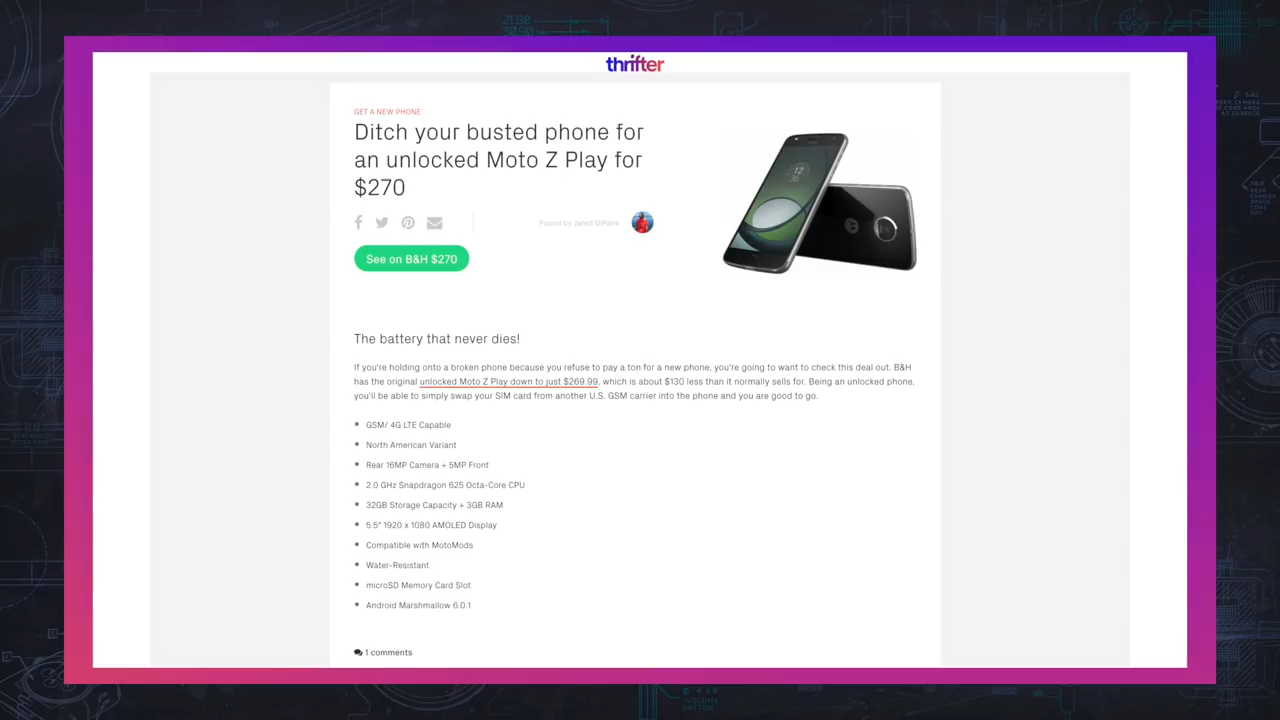 thrifter
GET A NEW PHONE
Ditch your busted phone for
an unlocked Moto Z Play for
$270
Found by Jared DiPane
See on B&H $270
The battery that never dies!
If you're holding onto a broken phone because you refuse to pay a ton for a new phone, you're going to want to check this deal out. B&H
has the original unlocked Moto Z Play down to just $269.99, which is about $130 less than it normally sells for. Being an unlocked phone,
you'll be able to simply swap your SIM card from another U.S. GSM carrier into the phone and you are good to go.
GSM/ 4G LTE Capable
North American Variant
Rear 16MP Camera + 5MP Front
2.0 GHz Snapdragon 625 Octa-Core CPU
32GB Storage Capacity + 3GB RAM
5.5" 1920 x 1080 AMOLED Display
Compatible with MotoMods
Water-Resistant
microSD Memory Card Slot
Android Marshmallow 6.0.1
1 comments